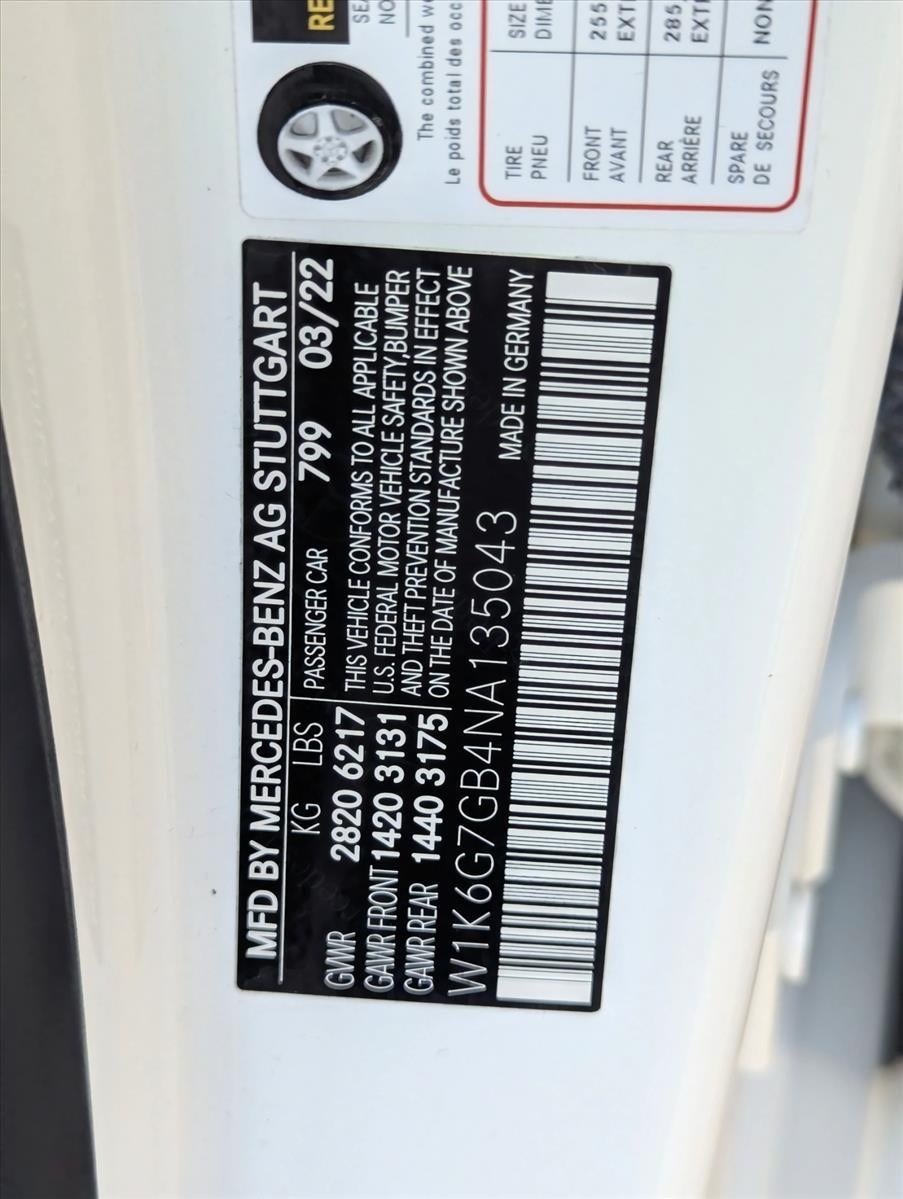 MFD BY MERCEDES-BENZ AG STUTTGART
KG LBS PASSENGER CAR 799 03/22
GVWR 2820 6217
GAWR FRONT 1420 3131
GAWR REAR 1440 3175
THIS VEHICLE CONFORMS TO ALL APPLICABLE
U.S. FEDERAL MOTOR VEHICLE SAFETY,BUMPER
AND THEFT PREVENTION STANDARDS IN EFFECT
ON THE DATE OF MANUFACTURE SHOWN ABOVE
W1K6G7GB4NA135043 MADE IN GERMANY
The combined
Le poids total des
TIRE SIZE
PNEU
FRONT 255
AVANT
REAR 285
ARRIÈRE
SPARE
DE SECOURS